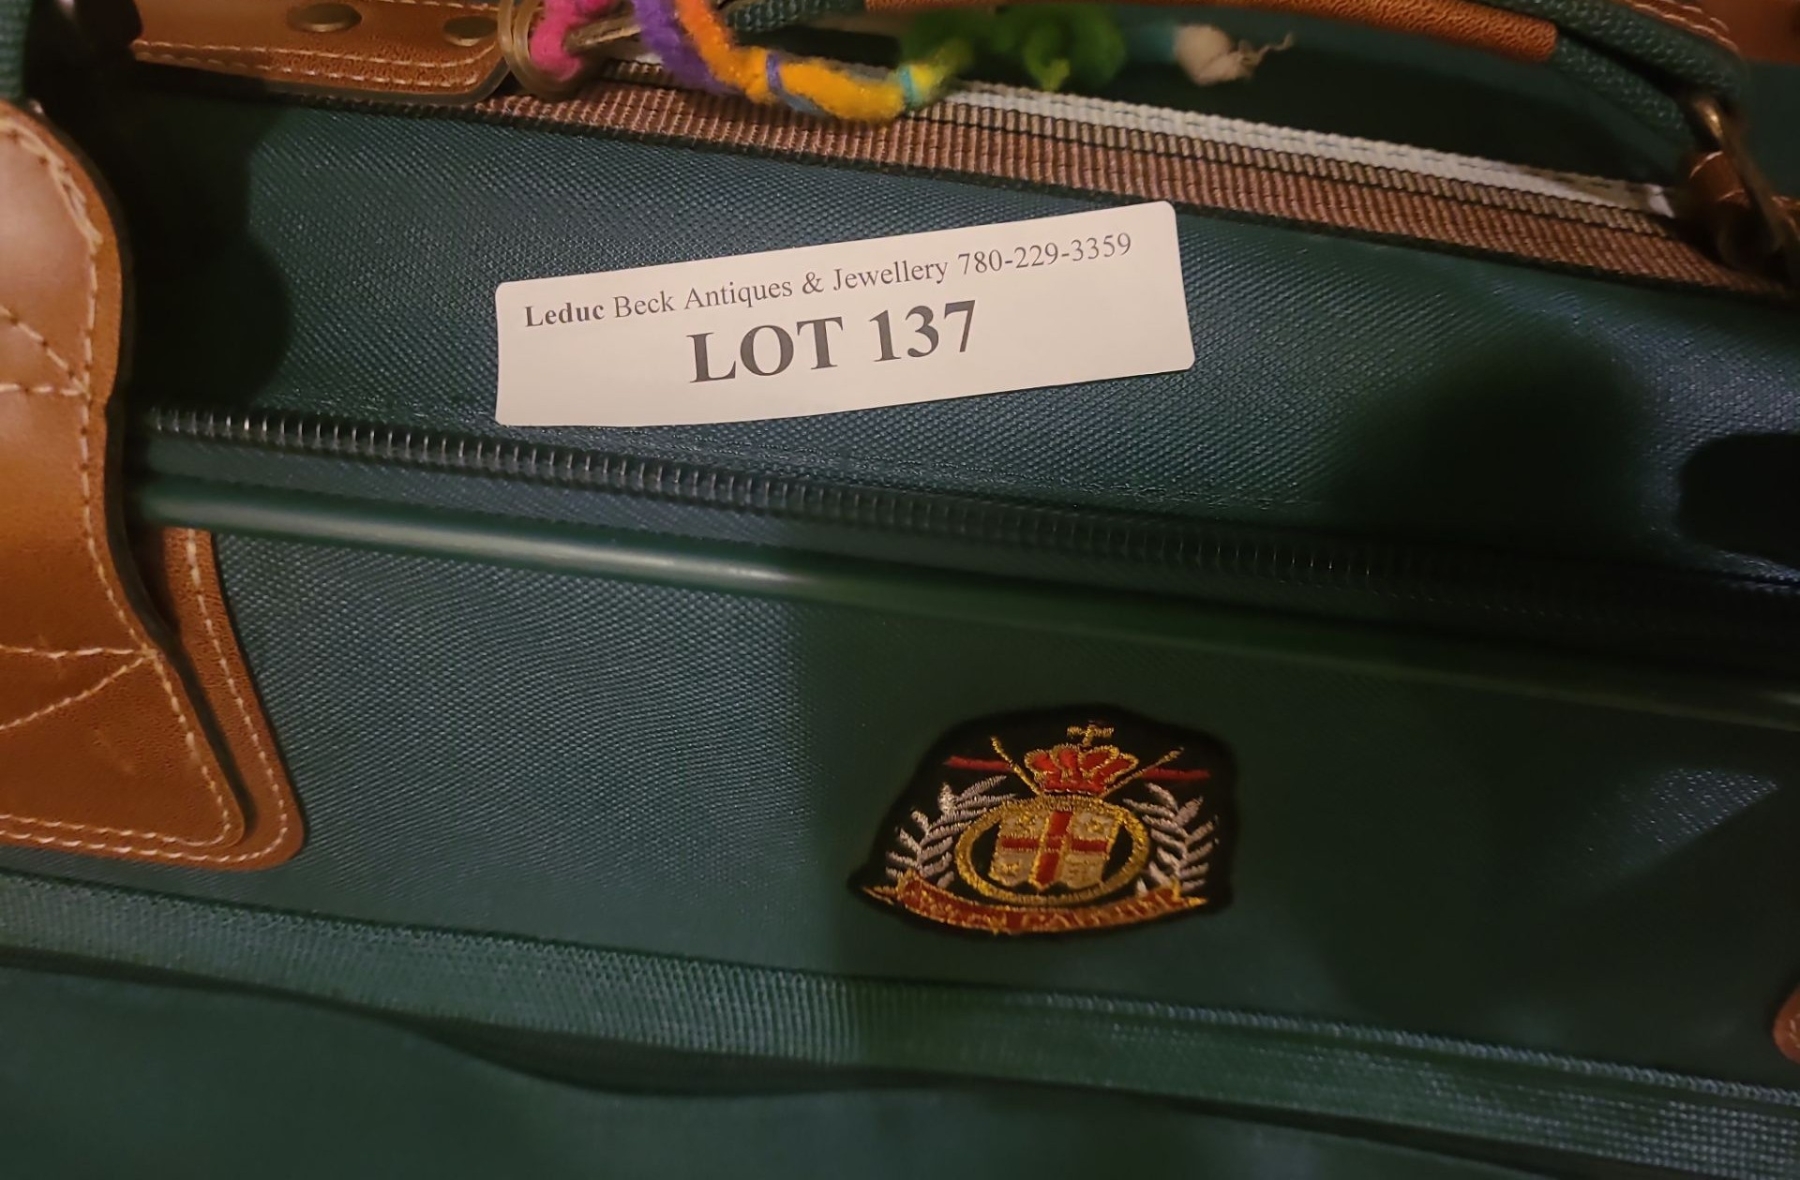 Leduc Beck Antiques & Jewellery 780-229-3359
LOT 137